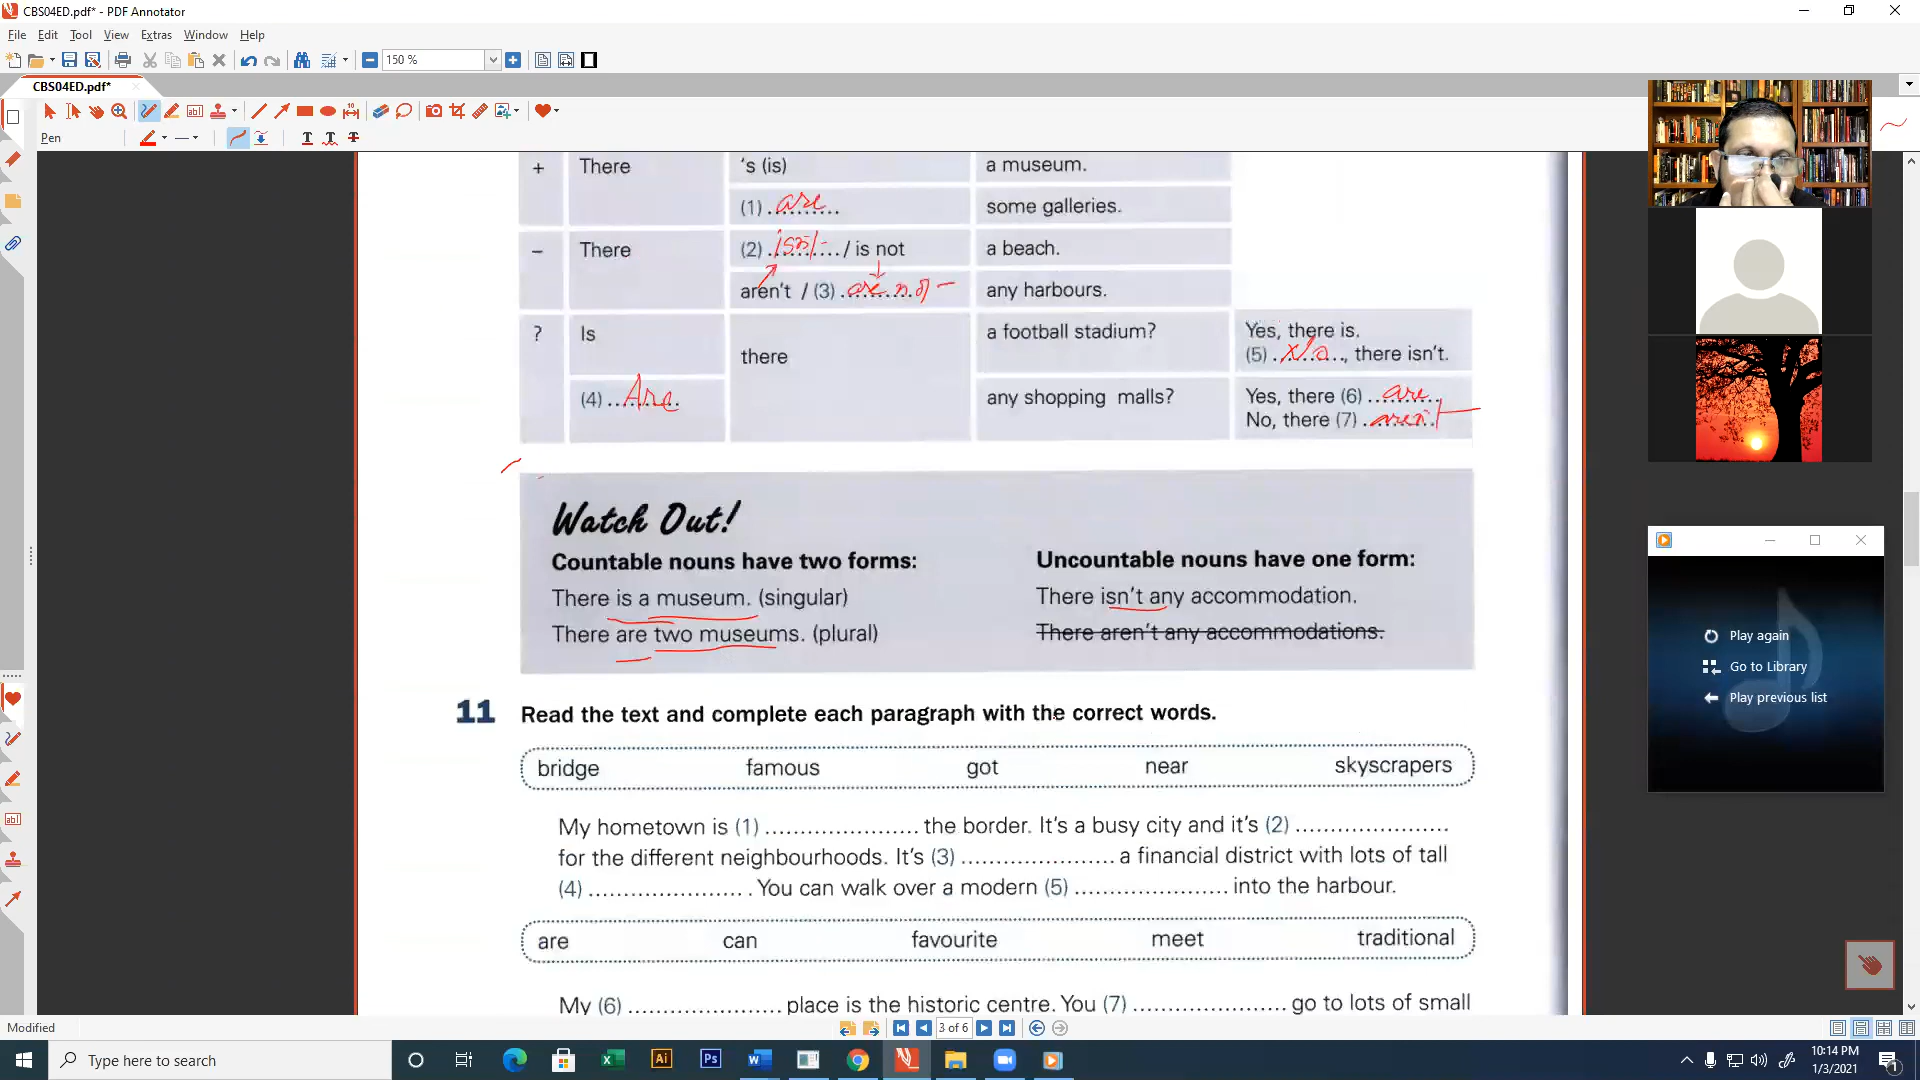 CBS04ED.pdf* - PDF Annotator
File Edit Tool View Extras Window Help
150 %
CBS04ED.pdf*
Pen
+ There 's (is) a museum.
(1) are some galleries.
– There (2) isn't / is not a beach.
aren't / (3) are not any harbours.
? Is there a football stadium? Yes, there is.
(5) No, there isn't.
(4) Are any shopping malls? Yes, there (6) are
No, there (7) aren't
Watch Out!
Countable nouns have two forms:
There is a museum. (singular)
There are two museums. (plural)
Uncountable nouns have one form:
There isn't any accommodation.
There aren't any accommodations.
11 Read the text and complete each paragraph with the correct words.
bridge famous got near skyscrapers
My hometown is (1) ...................... the border. It's a busy city and it's (2) ......................
for the different neighbourhoods. It's (3) ...................... a financial district with lots of tall
(4) ...................... . You can walk over a modern (5) ...................... into the harbour.
are can favourite meet traditional
My (6) ...................... place is the historic centre. You (7) ...................... go to lots of small
Play again
Go to Library
Play previous list
Modified
3 of 6
Type here to search
10:14 PM
1/3/2021